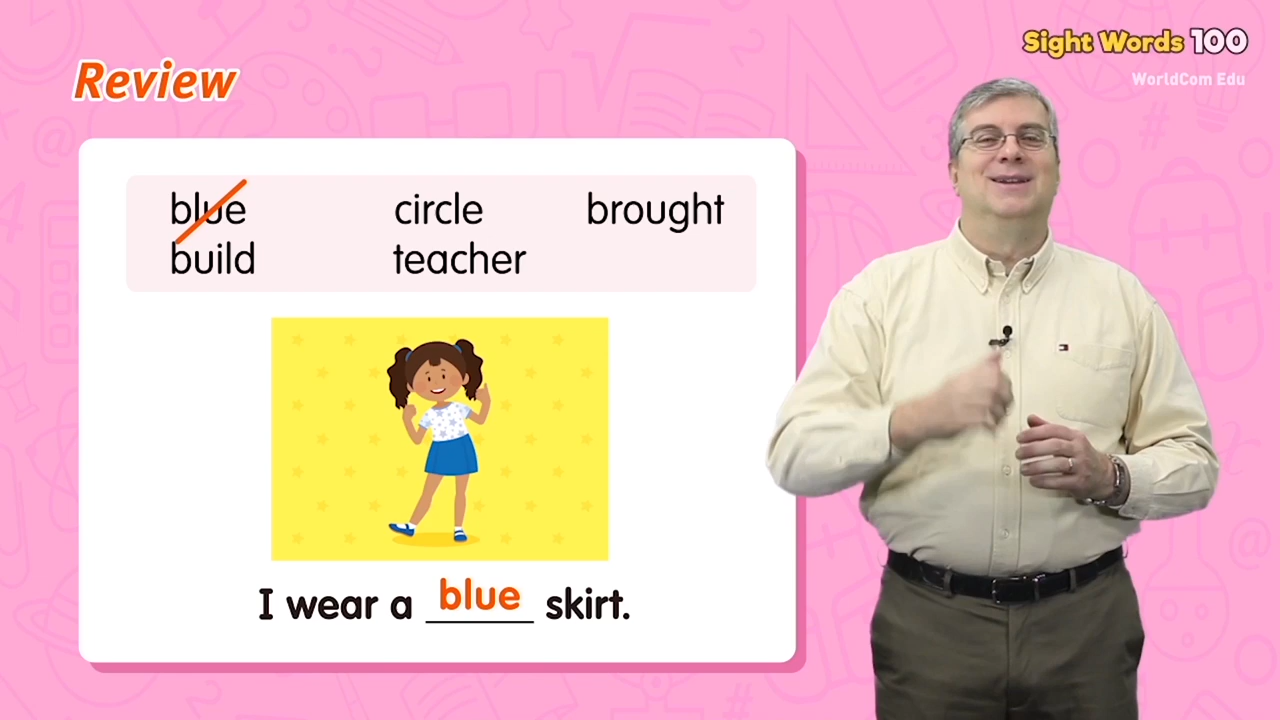 Sight Words 100
WorldCom Edu
Review
blue circle brought
build teacher
I wear a blue skirt.